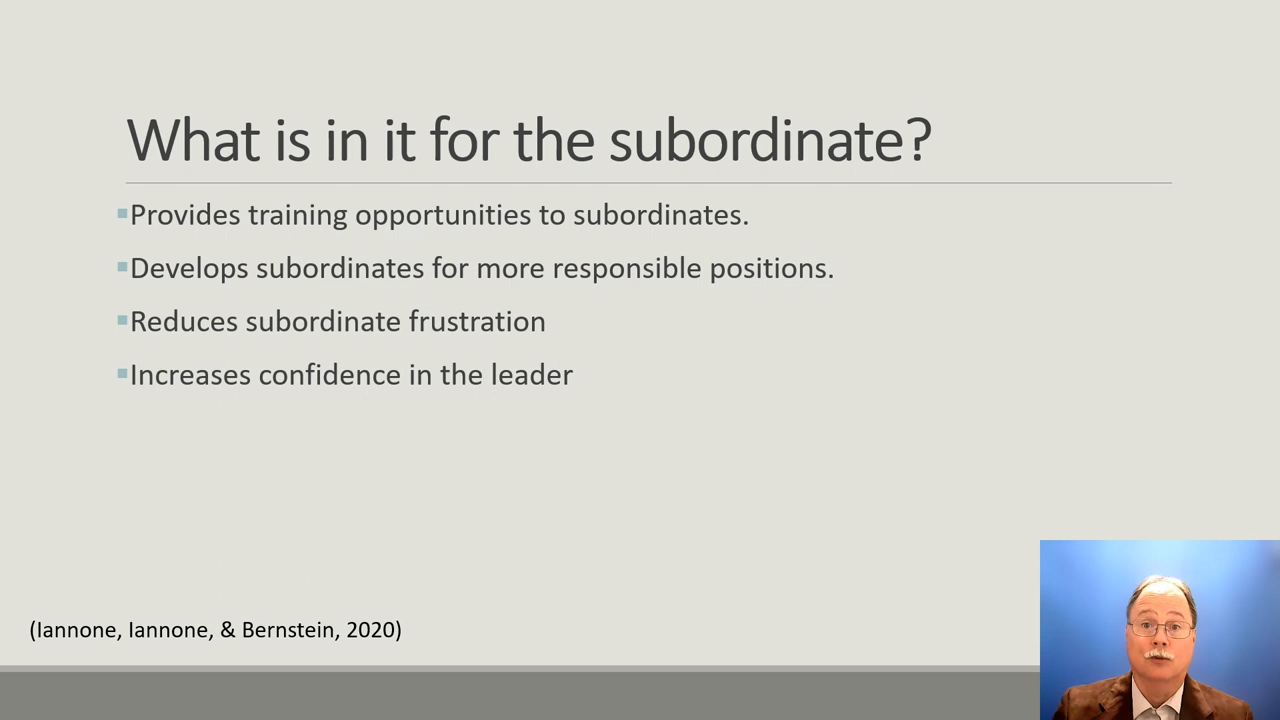 What is in it for the subordinate?
▪Provides training opportunities to subordinates.
▪Develops subordinates for more responsible positions.
▪Reduces subordinate frustration
▪Increases confidence in the leader
(Iannone, Iannone, & Bernstein, 2020)